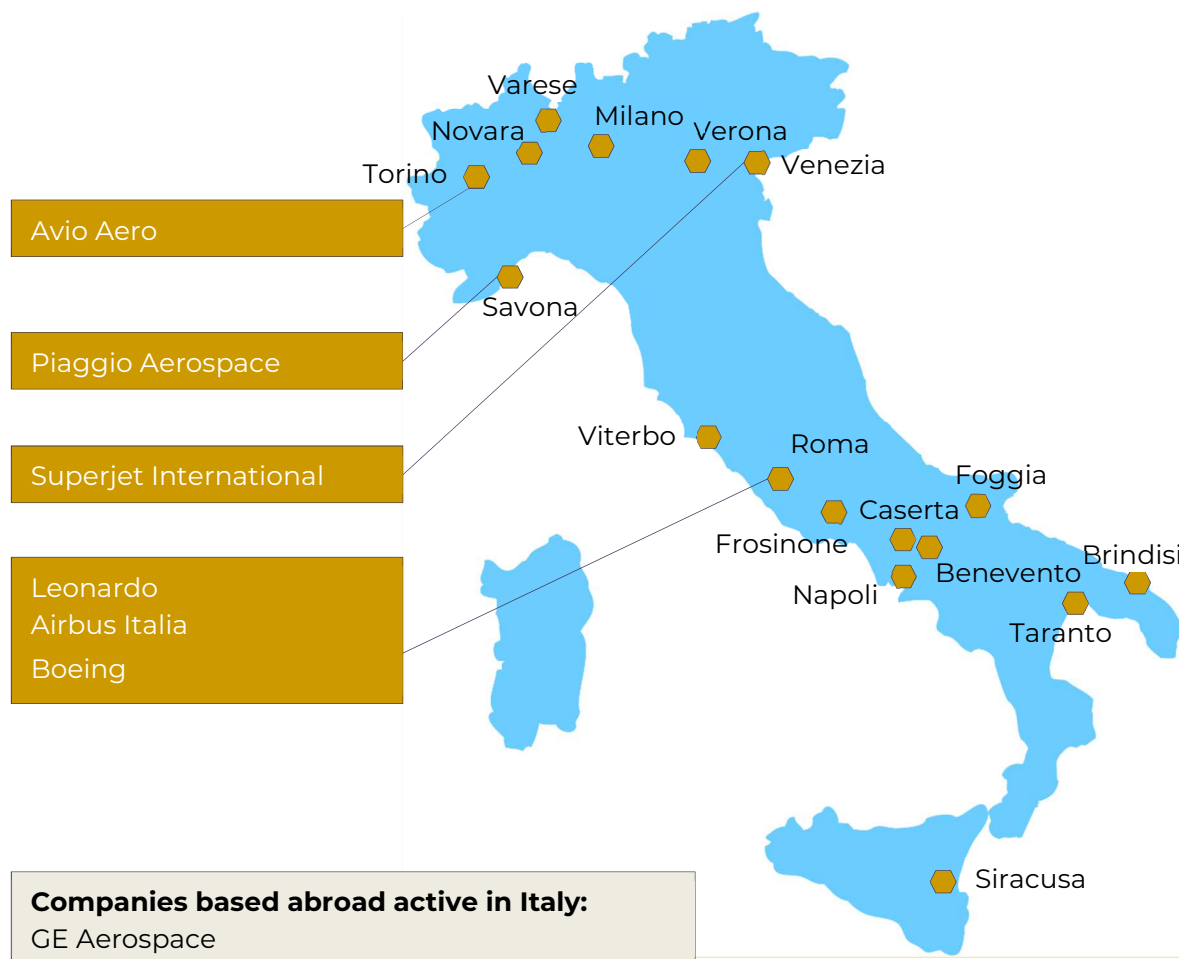 Varese
Milano
Novara
Verona
Torino
Venezia
Avio Aero
Savona
Piaggio Aerospace
Viterbo
Roma
Superjet International
Foggia
Caserta
Frosinone
Brindisi
Benevento
Napoli
Leonardo
Airbus Italia
Taranto
Boeing
Siracusa
Companies based abroad active in Italy:
GE Aerospace